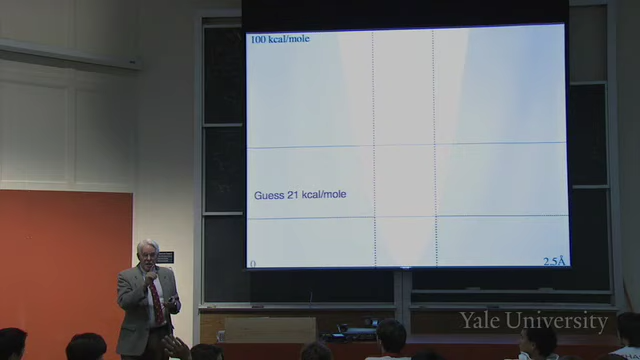 100 kcal/mole
Guess 21 kcal/mole
0
2.5Å
Yale University